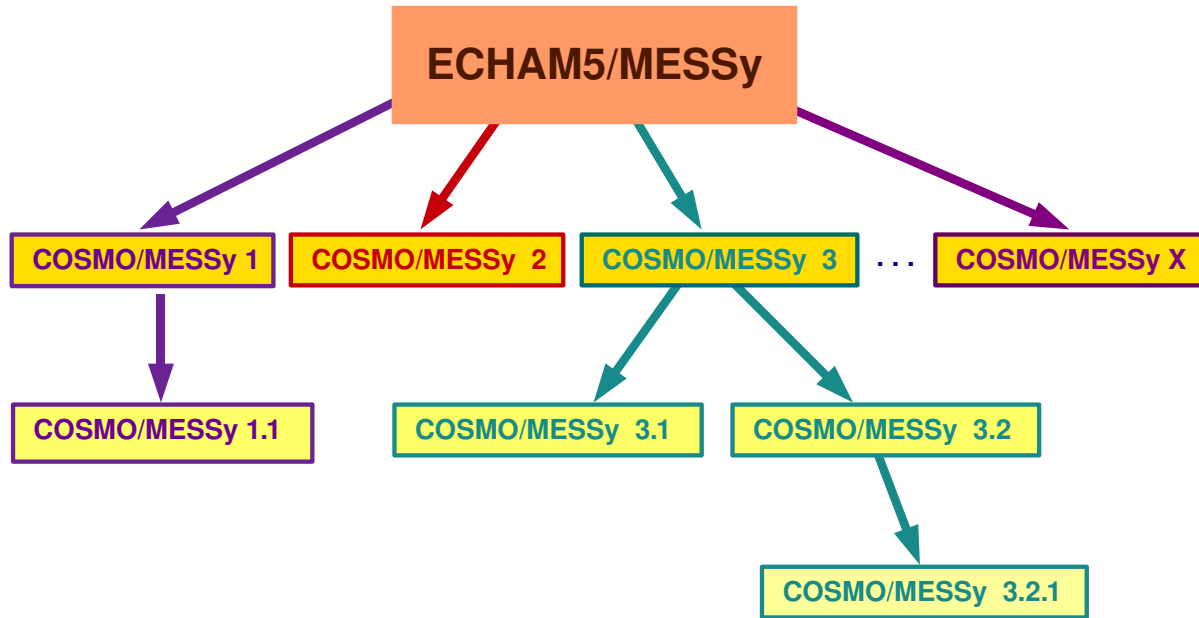 ECHAM5/MESSy
COSMO/MESSy 1
COSMO/MESSy 2
COSMO/MESSy 3
. . .
COSMO/MESSy X
COSMO/MESSy 1.1
COSMO/MESSy 3.1
COSMO/MESSy 3.2
COSMO/MESSy 3.2.1